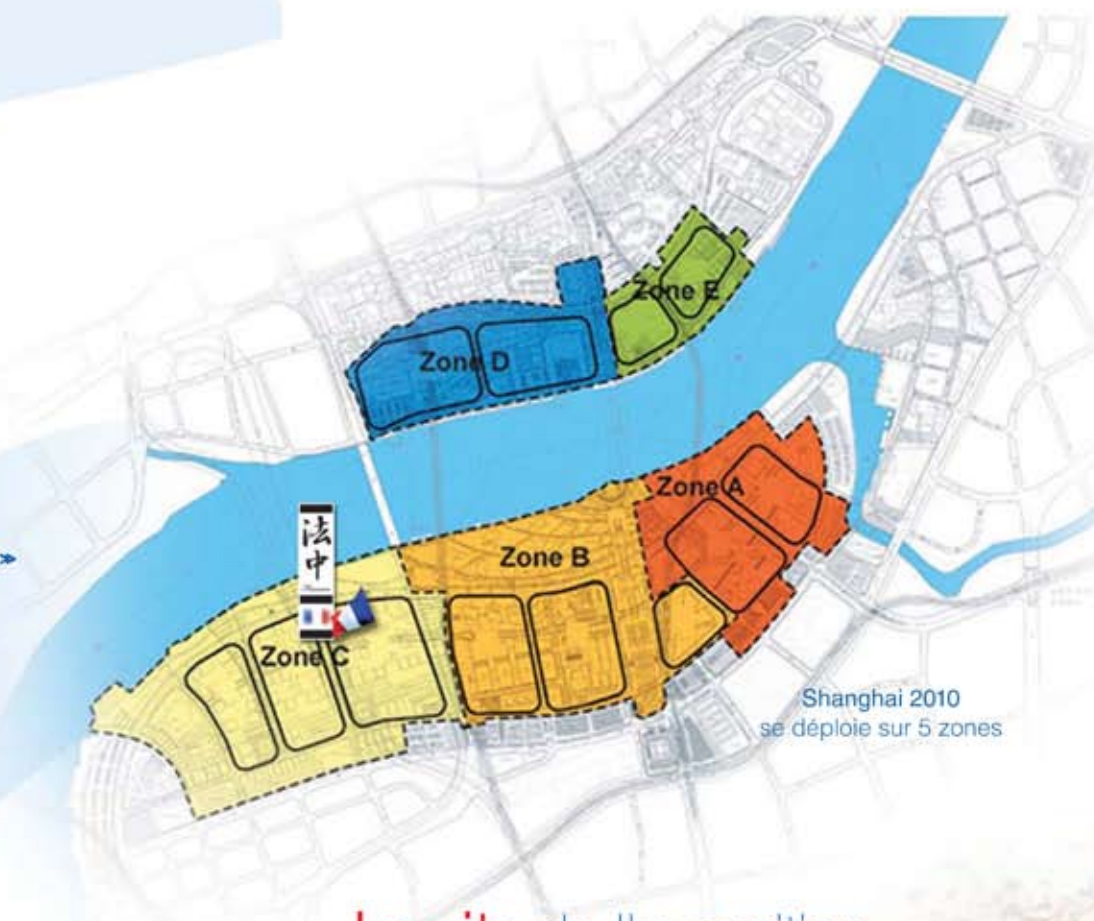 Zone E
Zone D
Zone A
Zone B
»
法
中
Zone C
Shanghai 2010
se déploie sur 5 zones